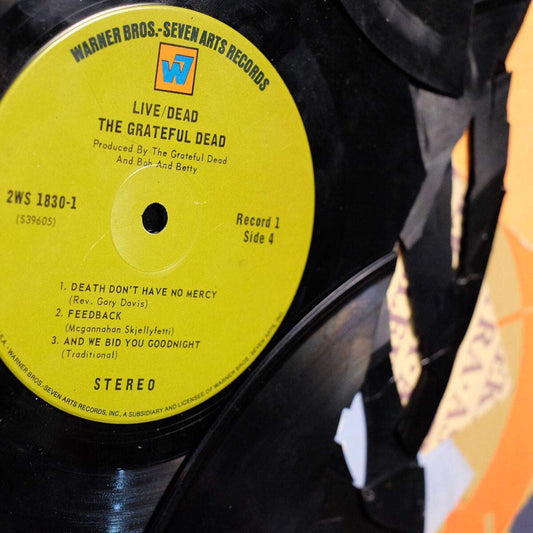 WARNER BROS.-SEVEN ARTS RECORDS
W7
LIVE/DEAD
THE GRATEFUL DEAD
Produced By The Grateful Dead
And Bob And Betty
2WS 1830-1
(S39605)
Record 1
Side 4
1. DEATH DON'T HAVE NO MERCY
(Rev. Gary Davis)
2. FEEDBACK
(Mcgannahan Skjellyfetti)
3. AND WE BID YOU GOODNIGHT
(Traditional)
STEREO
WARNER BROS.-SEVEN ARTS RECORDS, INC., A SUBSIDIARY AND LICENSEE OF WARNER BROS.